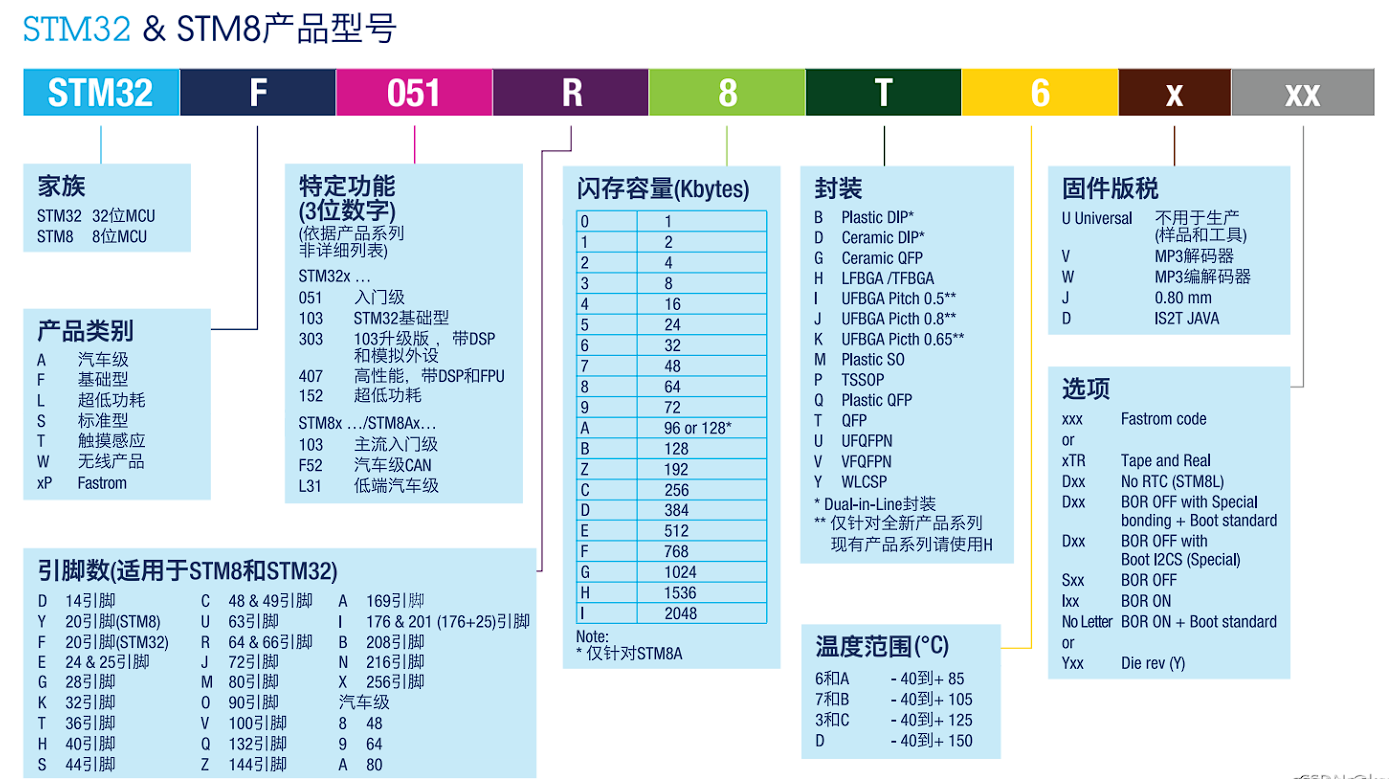 STM32 & STM8产品型号
STM32 F 051 R 8 T 6 x xx
家族
STM32 32位MCU
STM8 8位MCU
产品类别
A 汽车级
F 基础型
L 超低功耗
S 标准型
T 触摸感应
W 无线产品
xP Fastrom
特定功能
(3位数字)
(依据产品系列
非详细列表)
STM32x ...
051 入门级
103 STM32基础型
303 103升级版，带DSP
和模拟外设
407 高性能，带DSP和FPU
152 超低功耗
STM8x .../STM8Ax...
103 主流入门级
F52 汽车级CAN
L31 低端汽车级
引脚数(适用于STM8和STM32)
D 14引脚 C 48 & 49引脚 A 169引脚
Y 20引脚(STM8) U 63引脚 I 176 & 201 (176+25)引脚
F 20引脚(STM32) R 64 & 66引脚 B 208引脚
E 24 & 25引脚 J 72引脚 N 216引脚
G 28引脚 M 80引脚 X 256引脚
K 32引脚 O 90引脚 汽车级
T 36引脚 V 100引脚 8 48
H 40引脚 Q 132引脚 9 64
S 44引脚 Z 144引脚 A 80
闪存容量(Kbytes)
0 1
1 2
2 4
3 8
4 16
5 24
6 32
7 48
8 64
9 72
A 96 or 128*
B 128
Z 192
C 256
D 384
E 512
F 768
G 1024
H 1536
I 2048
Note:
* 仅针对STM8A
封装
B Plastic DIP*
D Ceramic DIP*
G Ceramic QFP
H LFBGA /TFBGA
I UFBGA Pitch 0.5**
J UFBGA Picth 0.8**
K UFBGA Picth 0.65**
M Plastic SO
P TSSOP
Q Plastic QFP
T QFP
U UFQFPN
V VFQFPN
Y WLCSP
* Dual-in-Line封装
** 仅针对全新产品系列
现有产品系列请使用H
温度范围(°C)
6和A - 40到+ 85
7和B - 40到+ 105
3和C - 40到+ 125
D - 40到+ 150
固件版税
U Universal 不用于生产
(样品和工具)
V MP3解码器
W MP3编解码器
J 0.80 mm
D IS2T JAVA
选项
xxx Fastrom code
or
xTR Tape and Real
Dxx No RTC (STM8L)
Dxx BOR OFF with Special
bonding + Boot standard
Dxx BOR OFF with
Boot I2CS (Special)
Sxx BOR OFF
Ixx BOR ON
No Letter BOR ON + Boot standard
or
Yxx Die rev (Y)